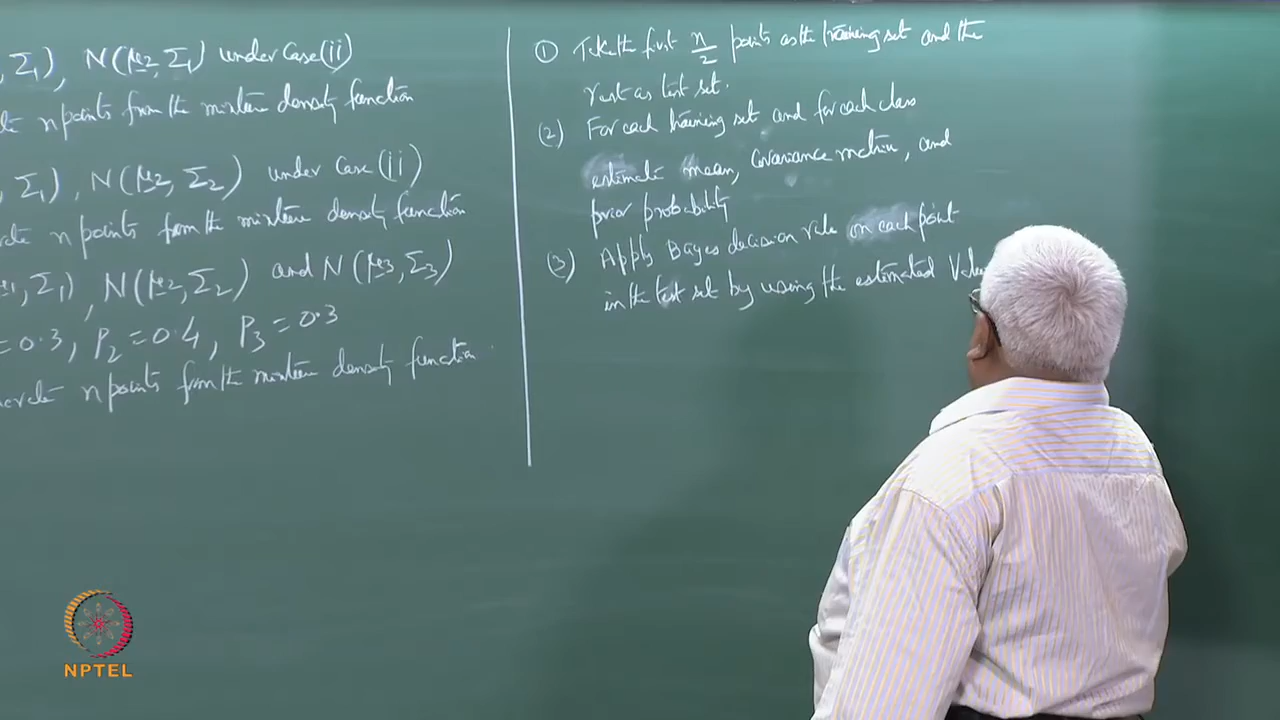 , Σ₁), N(μ₂, Σ₁) under Case (ii)
n points from the mixture density function
, Σ₁), N(μ₂, Σ₂) under Case (ii)
n points from the mixture density function
, Σ₁), N(μ₂, Σ₂) and N(μ₃, Σ₃)
= 0.3, P₂ = 0.4, P₃ = 0.3
n points from the mixture density function.
(1) Take the first n/2 points as the training set and the
rest as test set.
(2) For each training set and for each class
estimate mean, Covariance matrix, and
prior probability
(3) Apply Bayes decision rule on each point
in the test set by using the estimated
NPTEL